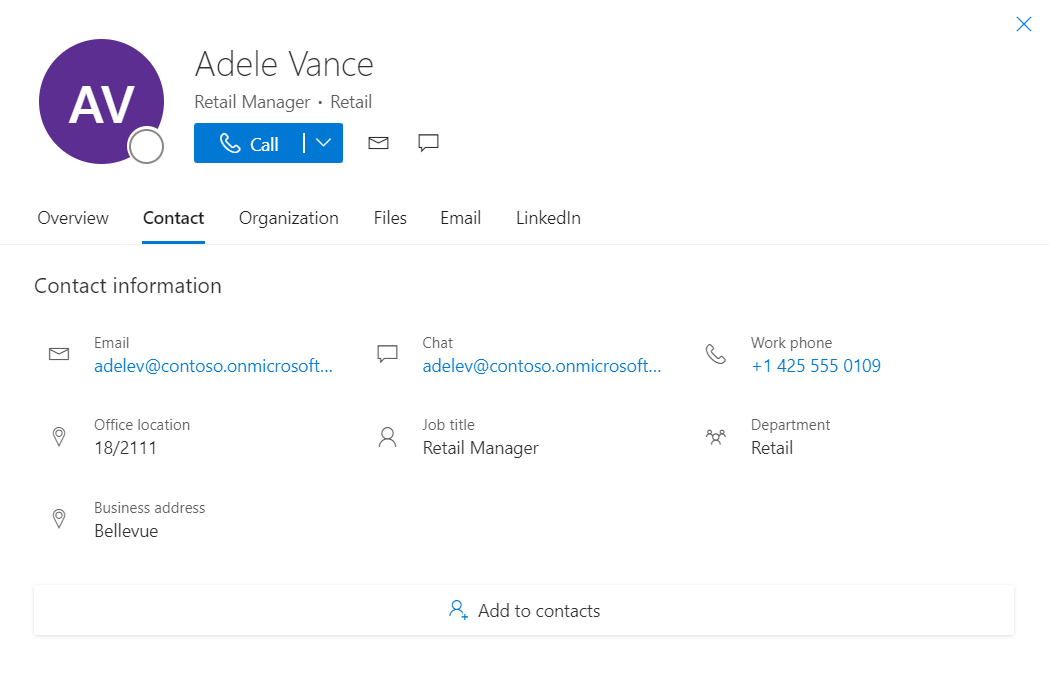 AV
Adele Vance
Retail Manager • Retail
Call
Overview Contact Organization Files Email LinkedIn
Contact information
Email Chat Work phone
adelev@contoso.onmicrosoft... adelev@contoso.onmicrosoft... +1 425 555 0109
Office location Job title Department
18/2111 Retail Manager Retail
Business address
Bellevue
Add to contacts